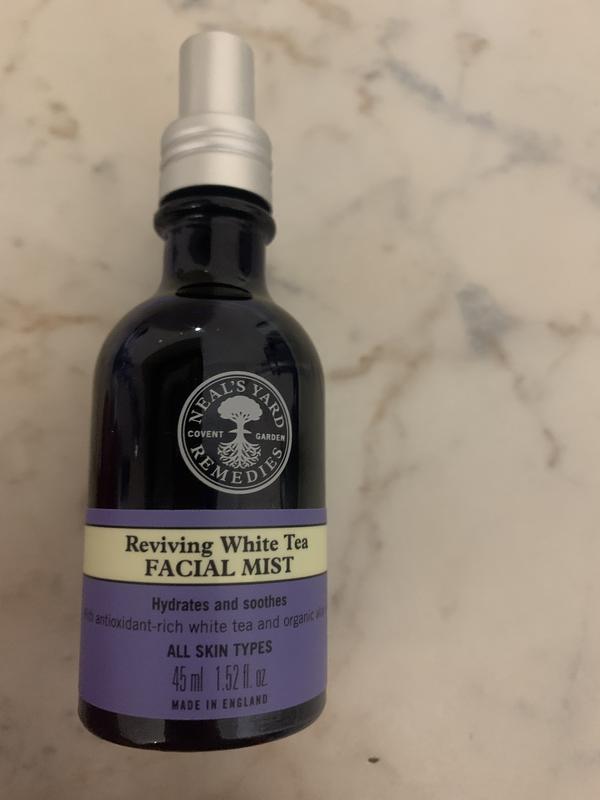 NEAL'S YARD
COVENT GARDEN
REMEDIES
Reviving White Tea
FACIAL MIST
Hydrates and soothes
antioxidant-rich white tea and organic
ALL SKIN TYPES
45 ml 1.52 fl. oz.
MADE IN ENGLAND